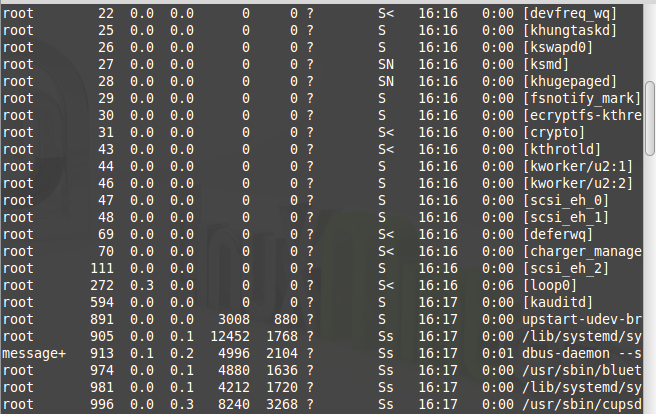 root 22 0.0 0.0 0 0 ? S< 16:16 0:00 [devfreq_wq]
root 25 0.0 0.0 0 0 ? S 16:16 0:00 [khungtaskd]
root 26 0.0 0.0 0 0 ? S 16:16 0:00 [kswapd0]
root 27 0.0 0.0 0 0 ? SN 16:16 0:00 [ksmd]
root 28 0.0 0.0 0 0 ? SN 16:16 0:00 [khugepaged]
root 29 0.0 0.0 0 0 ? S 16:16 0:00 [fsnotify_mark]
root 30 0.0 0.0 0 0 ? S 16:16 0:00 [ecryptfs-kthre
root 31 0.0 0.0 0 0 ? S< 16:16 0:00 [crypto]
root 43 0.0 0.0 0 0 ? S< 16:16 0:00 [kthrotld]
root 44 0.0 0.0 0 0 ? S 16:16 0:00 [kworker/u2:1]
root 46 0.0 0.0 0 0 ? S 16:16 0:00 [kworker/u2:2]
root 47 0.0 0.0 0 0 ? S 16:16 0:00 [scsi_eh_0]
root 48 0.0 0.0 0 0 ? S 16:16 0:00 [scsi_eh_1]
root 69 0.0 0.0 0 0 ? S< 16:16 0:00 [deferwq]
root 70 0.0 0.0 0 0 ? S< 16:16 0:00 [charger_manage
root 111 0.0 0.0 0 0 ? S 16:16 0:00 [scsi_eh_2]
root 272 0.3 0.0 0 0 ? S< 16:16 0:06 [loop0]
root 594 0.0 0.0 0 0 ? S 16:17 0:00 [kauditd]
root 891 0.0 0.0 3008 880 ? S 16:17 0:00 upstart-udev-br
root 905 0.0 0.1 12452 1768 ? Ss 16:17 0:00 /lib/systemd/sy
message+ 913 0.1 0.2 4996 2104 ? Ss 16:17 0:01 dbus-daemon --s
root 974 0.1 0.1 4880 1636 ? Ss 16:17 0:00 /usr/sbin/bluet
root 981 0.0 0.1 4212 1720 ? Ss 16:17 0:00 /lib/systemd/sy
root 996 0.0 0.3 8240 3268 ? Ss 16:17 0:00 /usr/sbin/cupsd